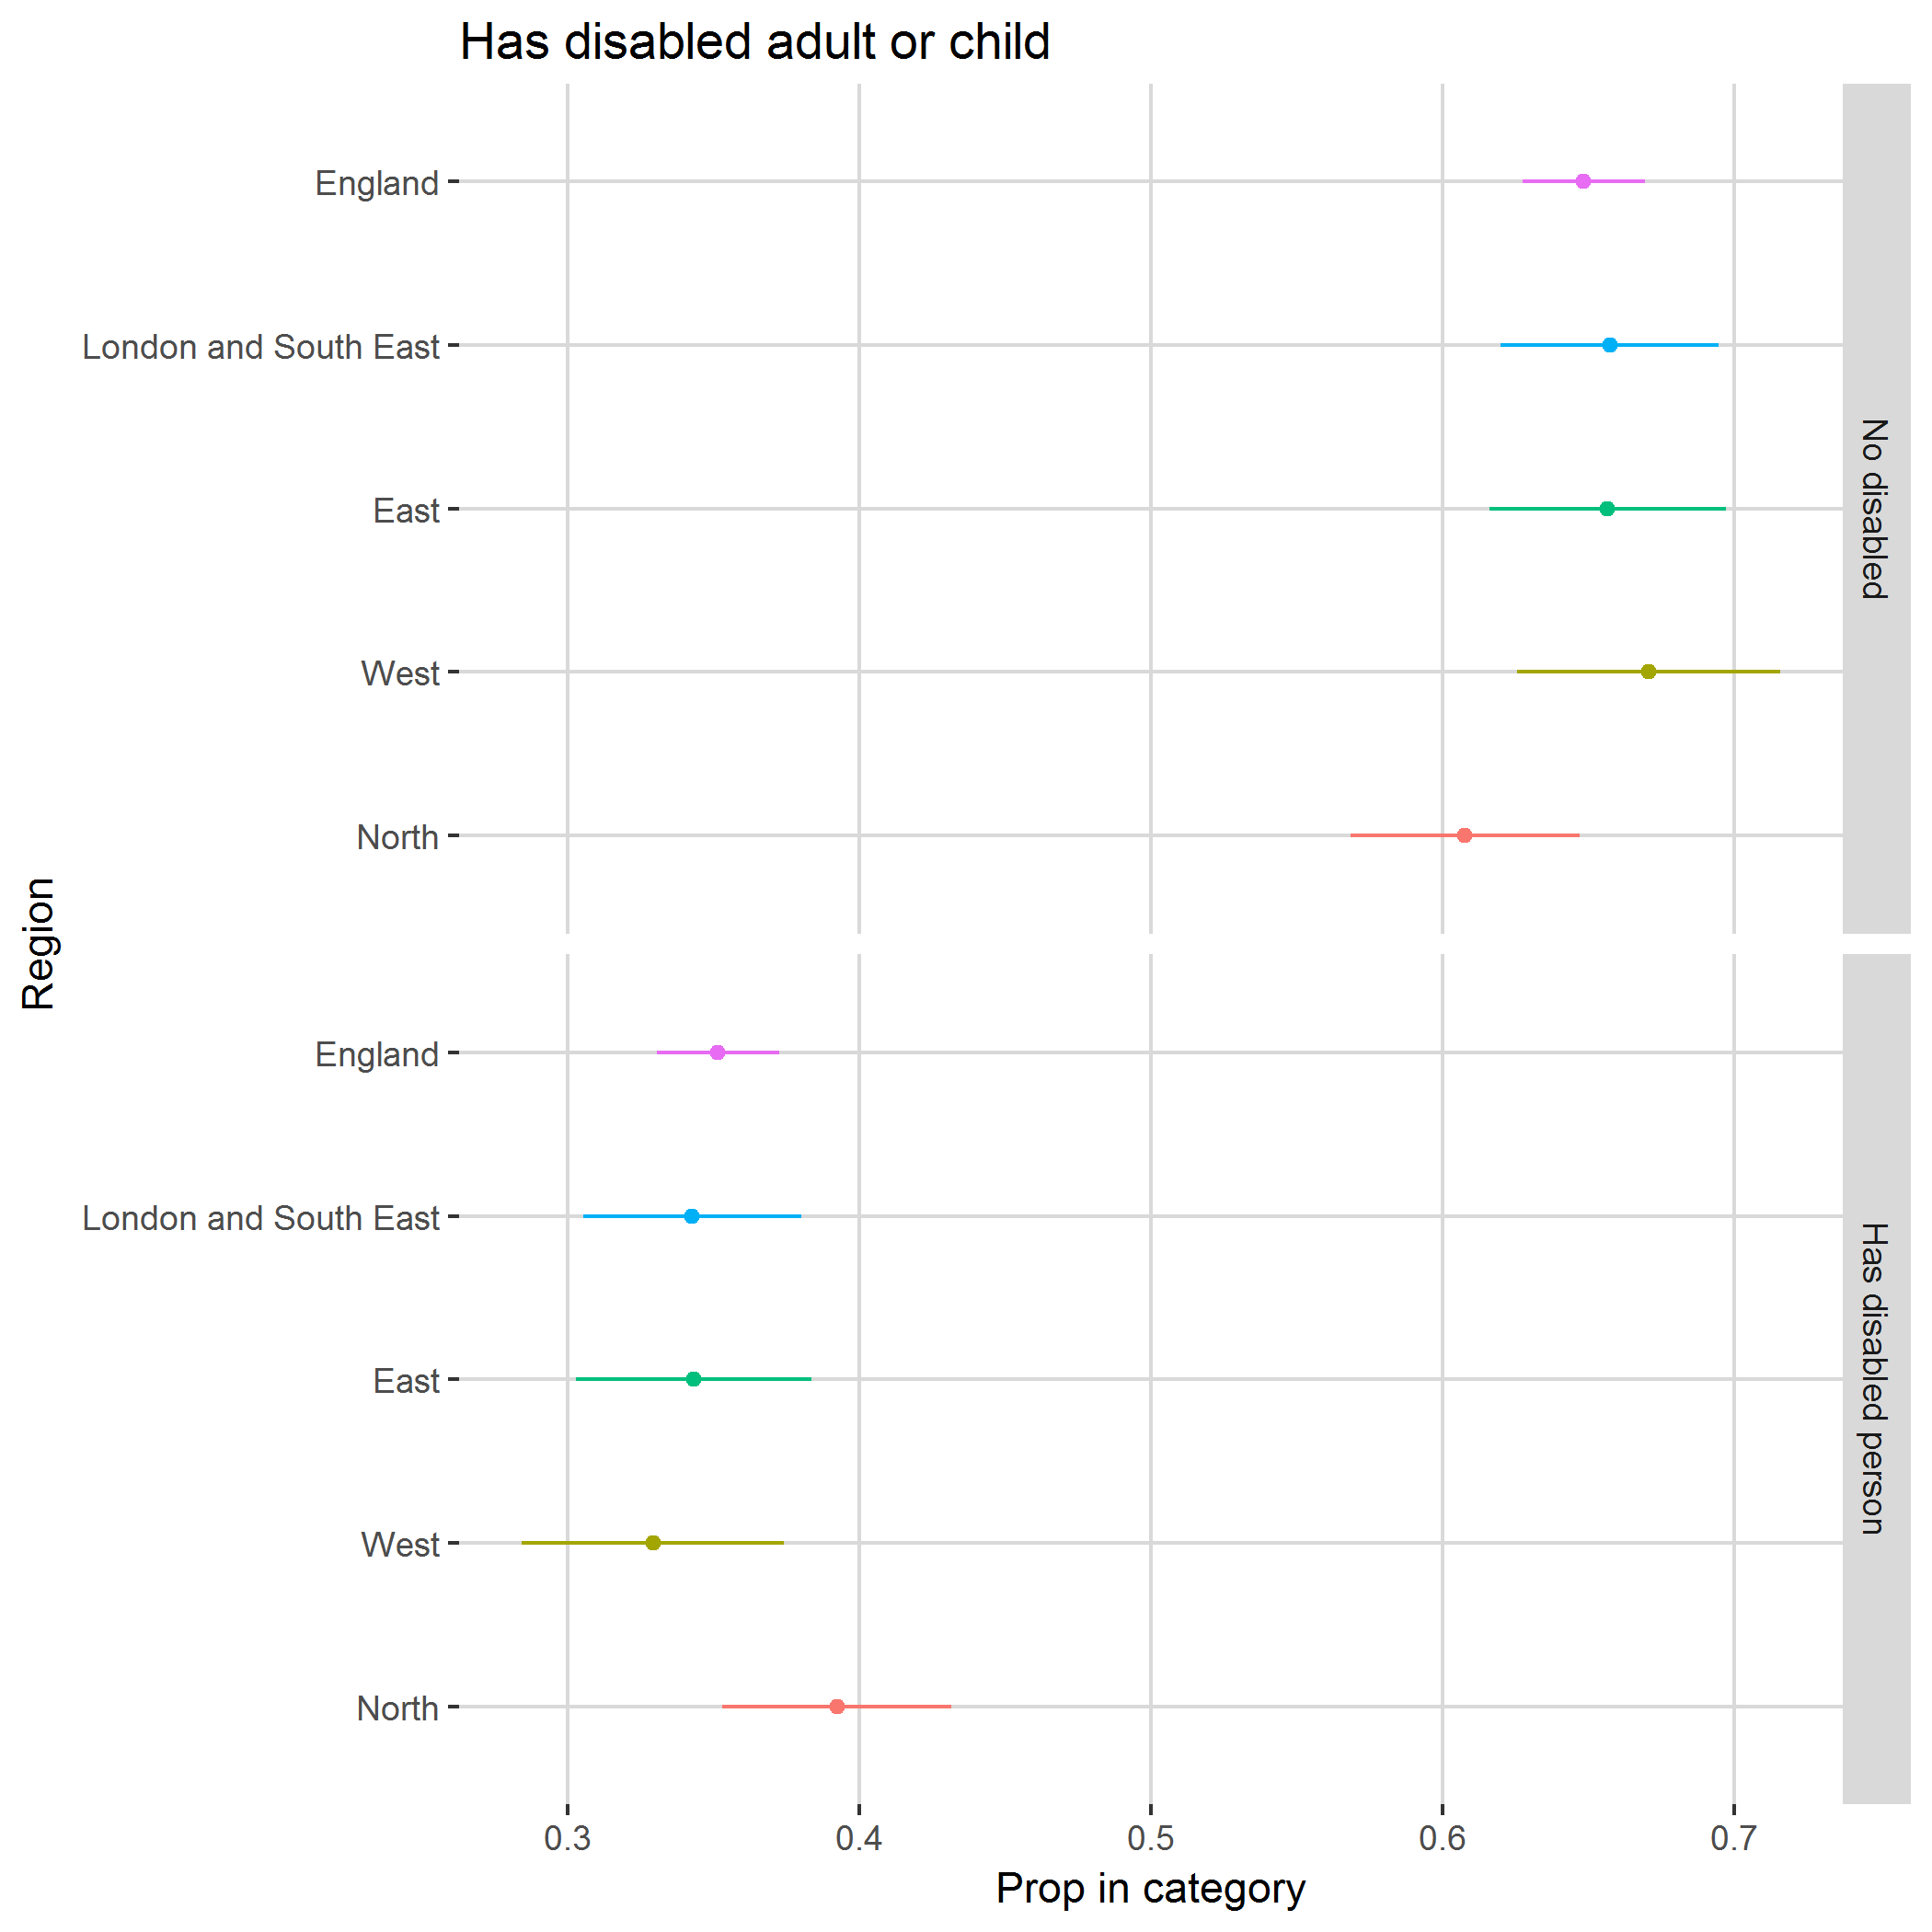 Has disabled adult or child
England
London and South East
East
West
North
No disabled
Region
England
London and South East
East
West
North
Has disabled person
0.3 0.4 0.5 0.6 0.7
Prop in category